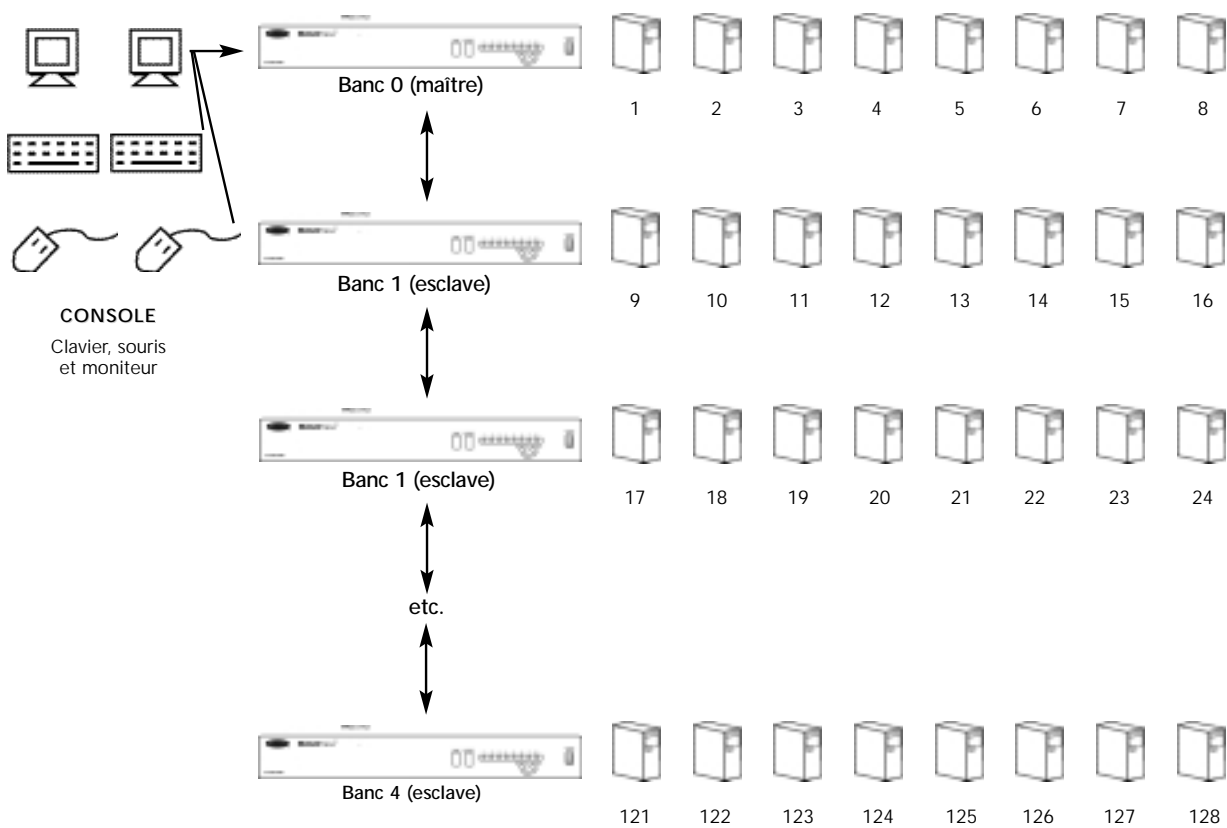 Banc 0 (maître)
1 2 3 4 5 6 7 8
Banc 1 (esclave)
9 10 11 12 13 14 15 16
CONSOLE
Clavier, souris
et moniteur
Banc 1 (esclave)
17 18 19 20 21 22 23 24
etc.
Banc 4 (esclave)
121 122 123 124 125 126 127 128